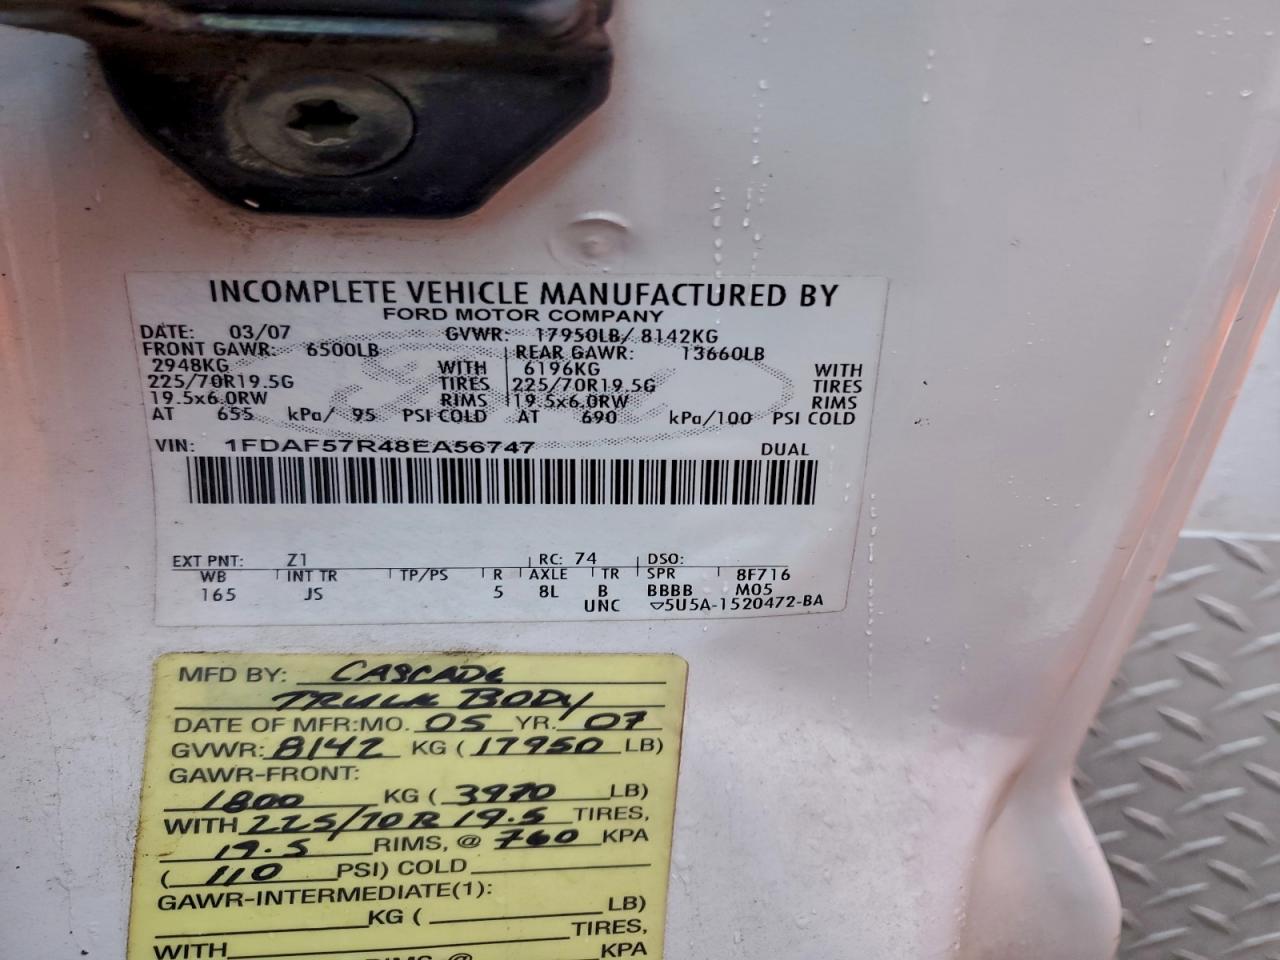 INCOMPLETE VEHICLE MANUFACTURED BY
FORD MOTOR COMPANY
DATE: 03/07 GVWR: 17950LB/ 8142KG
FRONT GAWR: 6500LB REAR GAWR: 13660LB
2948KG WITH 6196KG WITH
225/70R19.5G TIRES 225/70R19.5G TIRES
19.5x6.0RW RIMS 19.5x6.0RW RIMS
AT 655 kPa/ 95 PSI COLD AT 690 kPa/100 PSI COLD
VIN: 1FDAF57R48EA56747 DUAL
EXT PNT: Z1 RC: 74 DSO:
WB INT TR TP/PS R AXLE TR SPR 8F716
165 JS 5 8L B BBBB M05
UNC 5U5A-1520472-BA
MFD BY: CASCADE
TRUCK BODY
DATE OF MFR:MO. 05 YR. 07
GVWR: 8142 KG ( 17950 LB)
GAWR-FRONT:
1800 KG ( 3970 LB)
WITH 225/70R 19.5 TIRES,
19.5 RIMS, @ 760 KPA
( 110 PSI) COLD
GAWR-INTERMEDIATE(1):
KG ( LB)
WITH TIRES,
RIMS, @ KPA